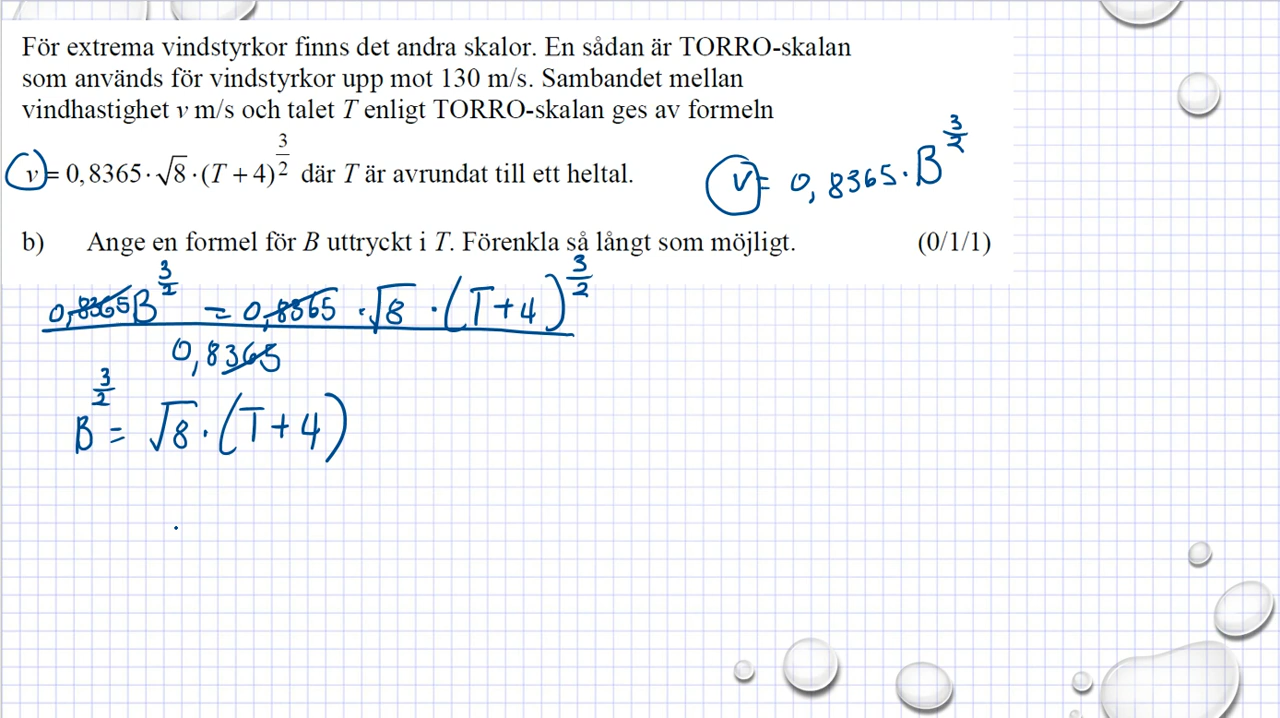 För extrema vindstyrkor finns det andra skalor. En sådan är TORRO-skalan
som används för vindstyrkor upp mot 130 m/s. Sambandet mellan
vindhastighet v m/s och talet T enligt TORRO-skalan ges av formeln
v = 0,8365 · √8 · (T + 4)^(3/2) där T är avrundat till ett heltal.
v = 0,8365 · B^(3/2)
b) Ange en formel för B uttryckt i T. Förenkla så långt som möjligt. (0/1/1)
0,8365 B^(3/2) = 0,8365 · √8 · (T + 4)^(3/2)
0,8365
B^(3/2) = √8 · (T + 4)